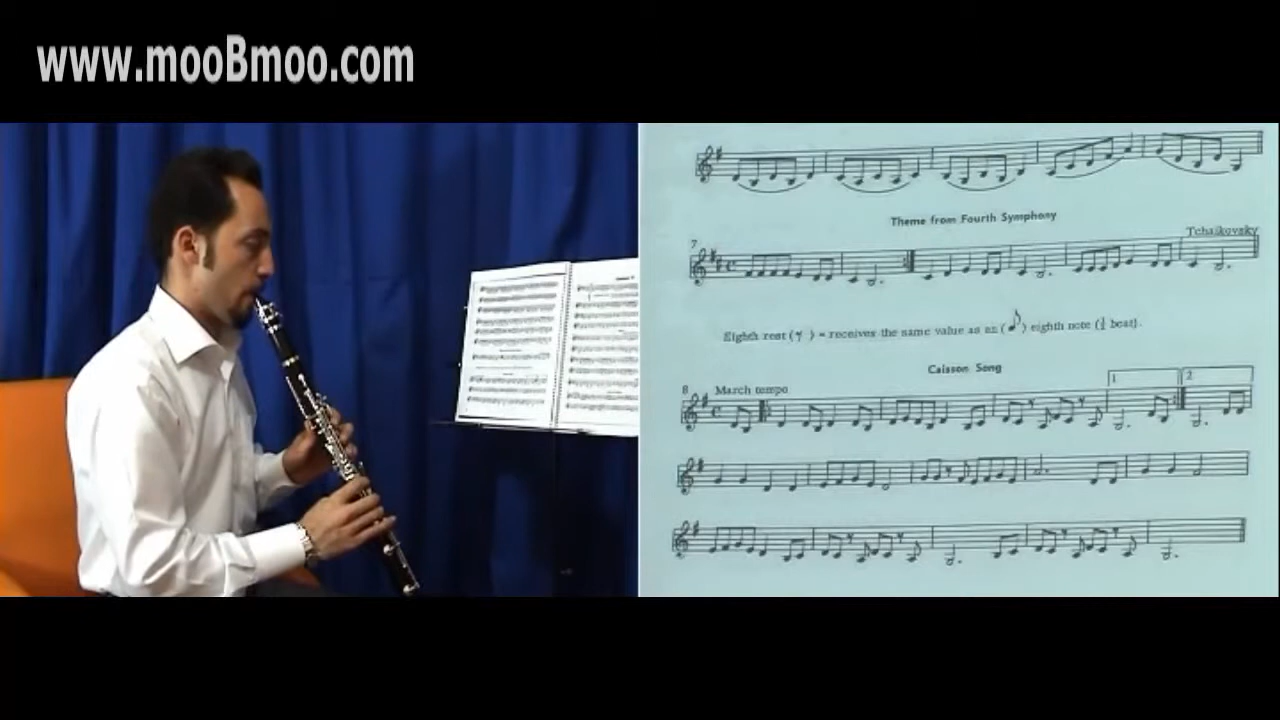 www.mooBmoo.com
Theme from Fourth Symphony
7
Tchaikovsky
Eighth rest ( ) = receives the same value as an ( ) eighth note (½ beat).
Caisson Song
8 March tempo
1 2